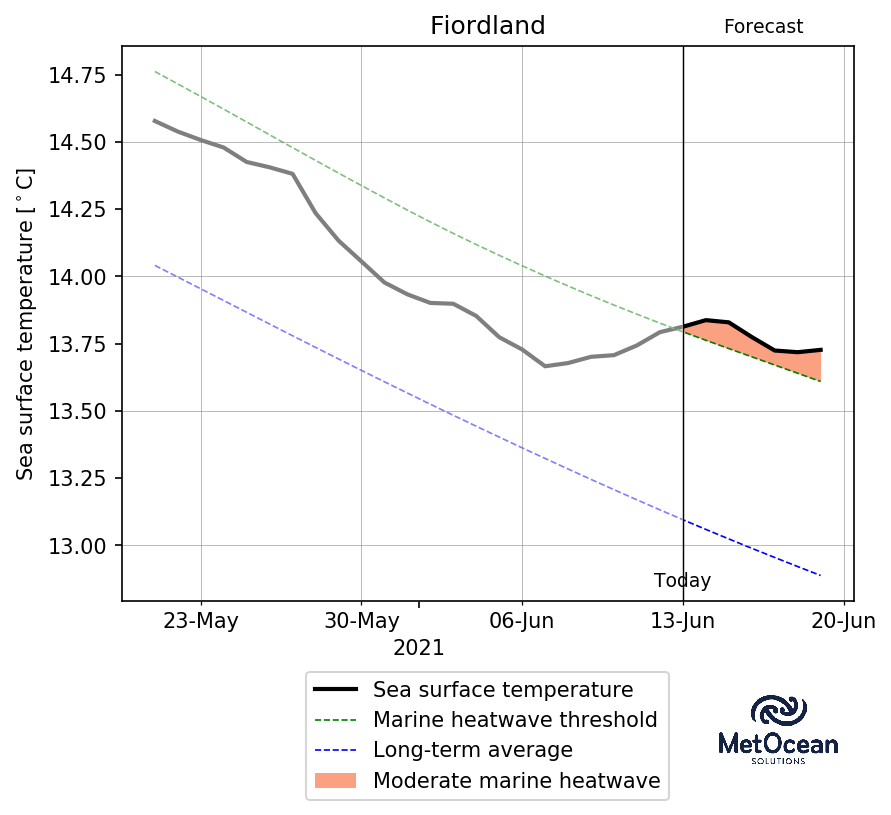 Fiordland
Forecast
Sea surface temperature [°C]
14.75
14.50
14.25
14.00
13.75
13.50
13.25
13.00
Today
23-May 30-May 06-Jun 13-Jun 20-Jun
2021
Sea surface temperature
Marine heatwave threshold
Long-term average
Moderate marine heatwave
MetOcean
SOLUTIONS